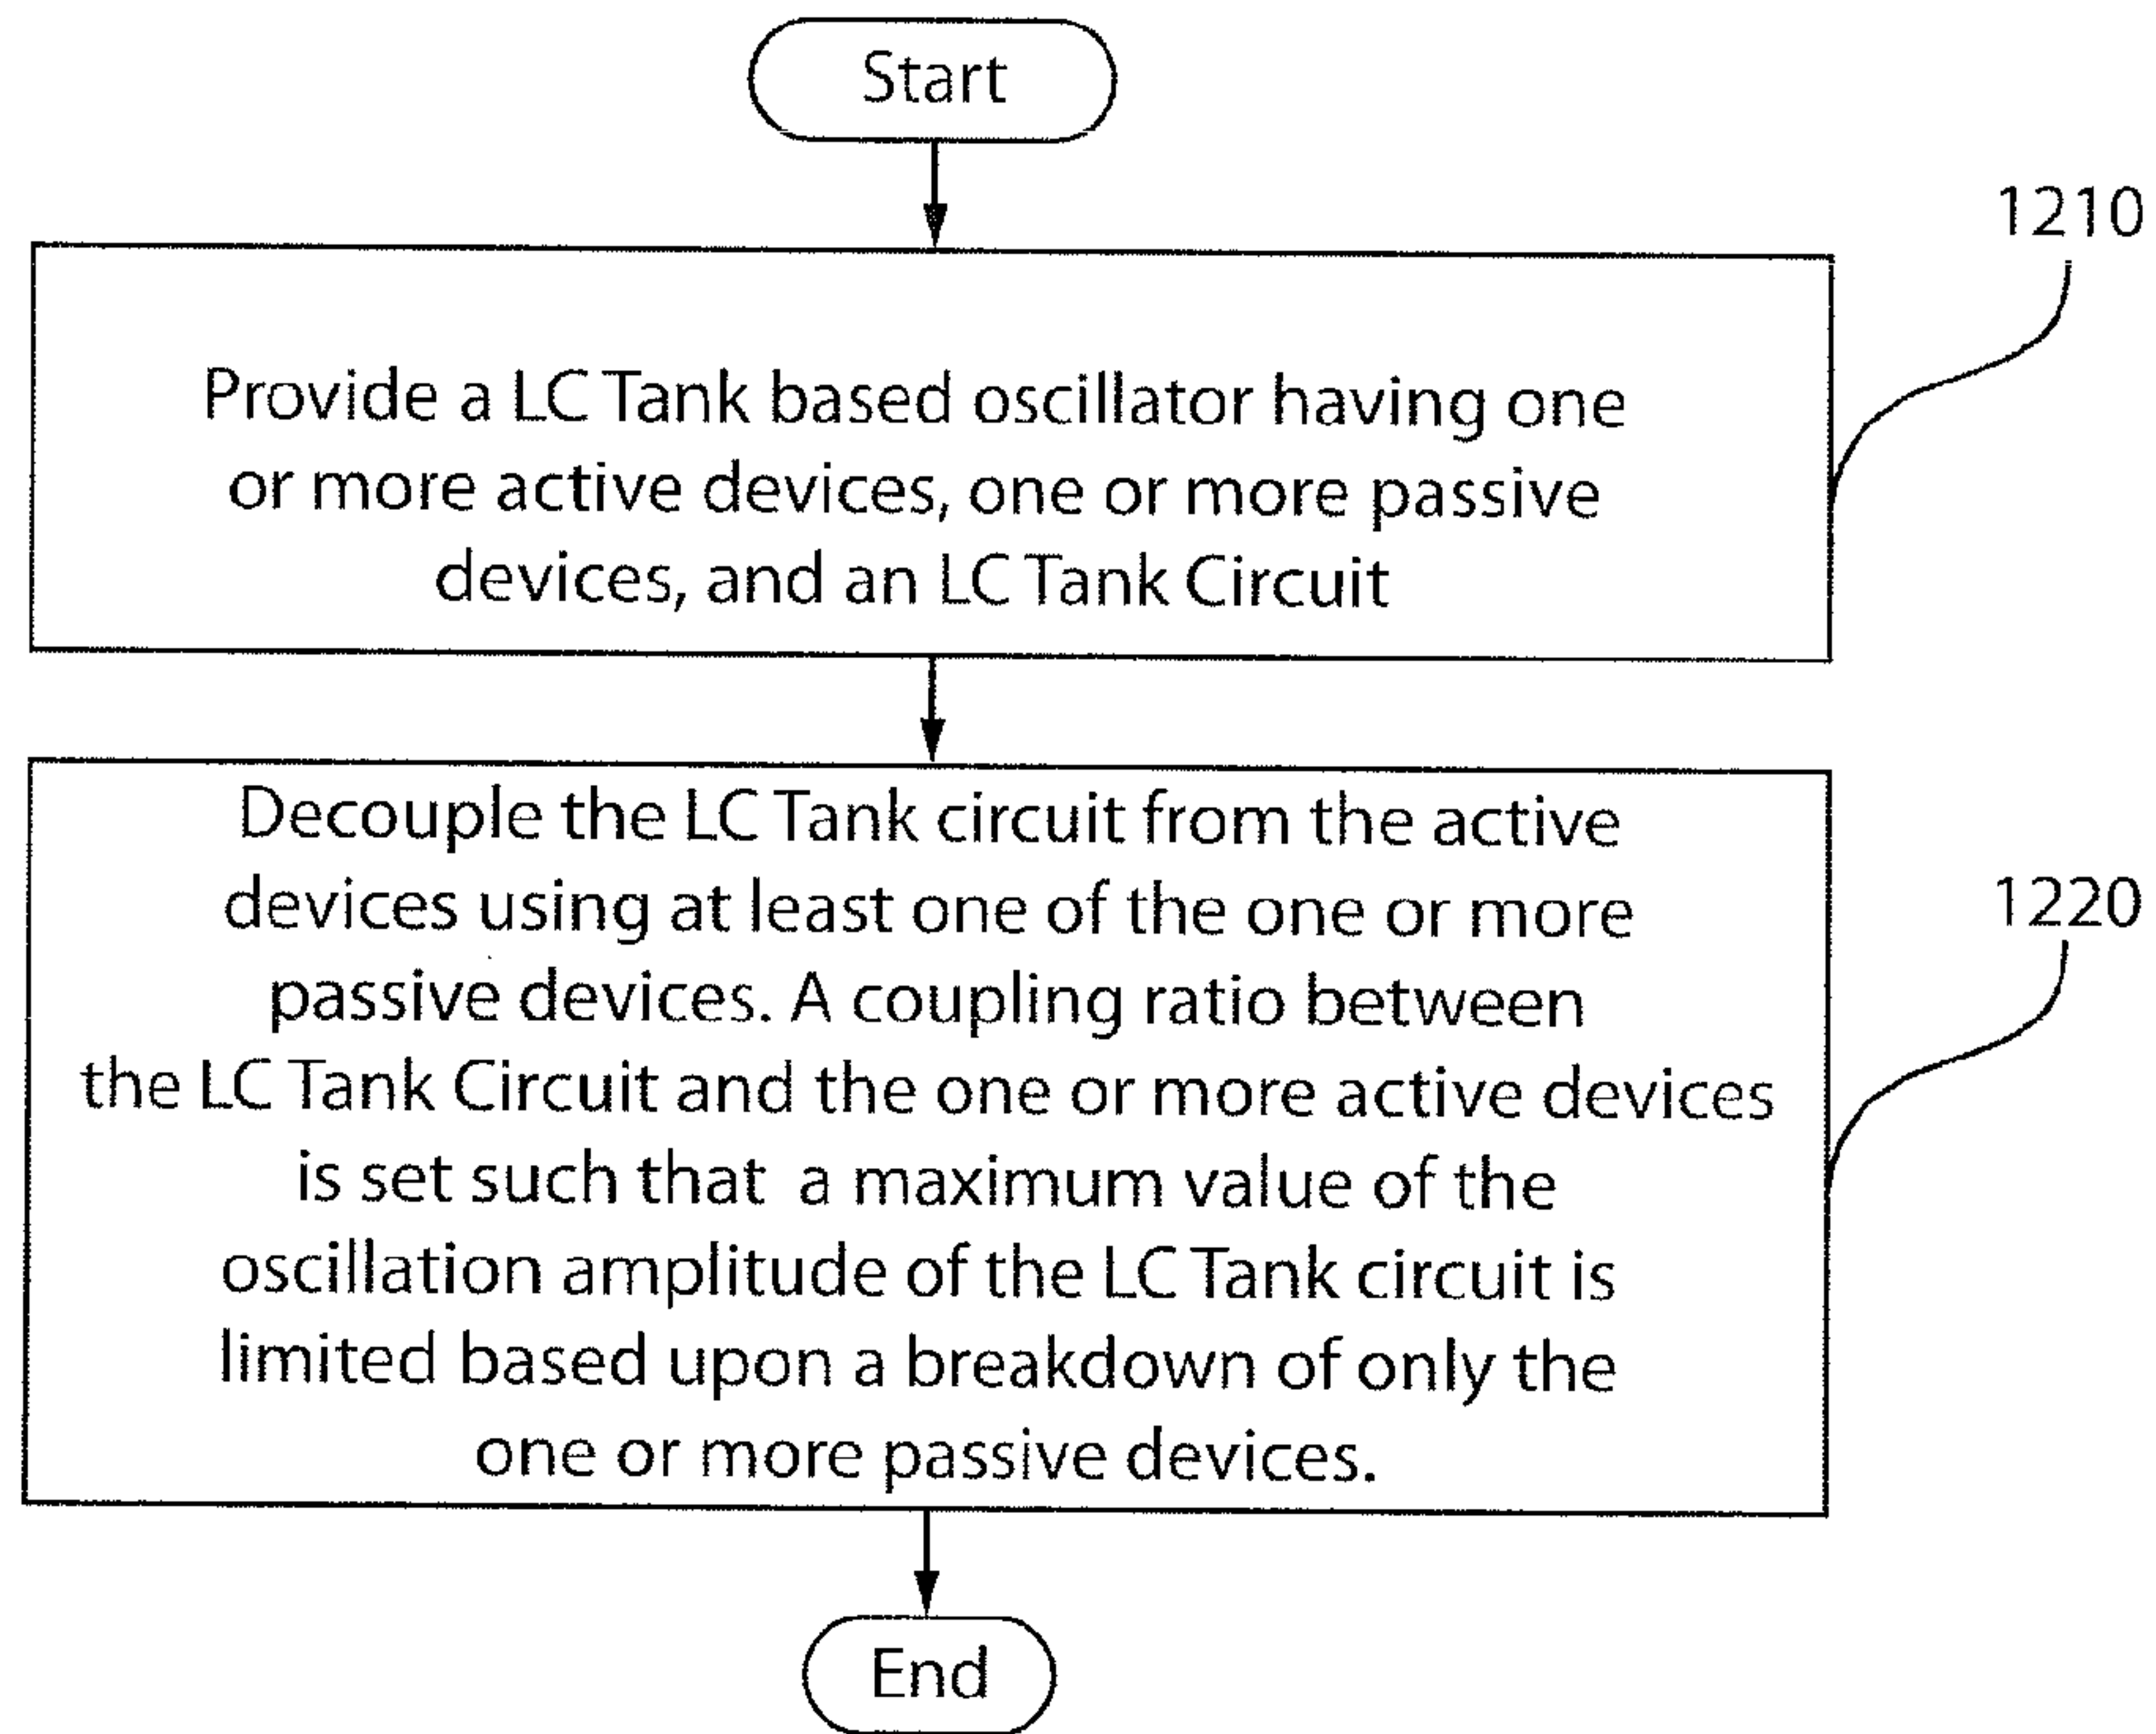 Start
1210
Provide a LC Tank based oscillator having one
or more active devices, one or more passive
devices, and an LC Tank Circuit
Decouple the LC Tank circuit from the active
devices using at least one of the one or more
1220
passive devices. A coupling ratio between
the LC Tank Circuit and the one or more active devices
is set such that a maximum value of the
oscillation amplitude of the LC Tank circuit is
limited based upon a breakdown of only the
one or more passive devices.
End